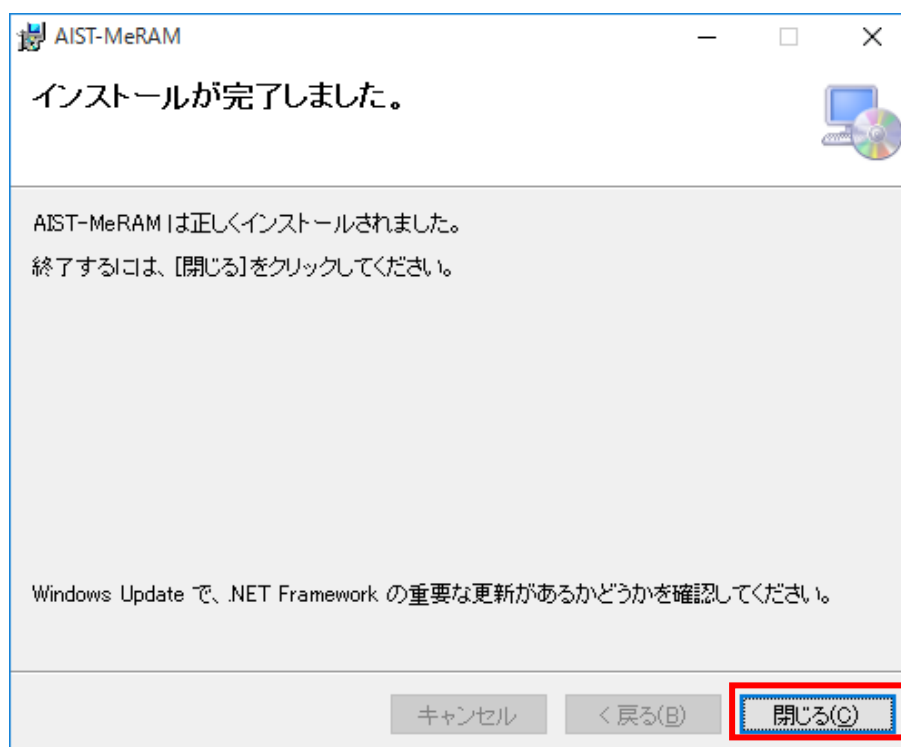 AIST-MeRAM
インストールが完了しました。
AIST-MeRAM は正しくインストールされました。
終了するには、[閉じる]をクリックしてください。
Windows Update で、.NET Framework の重要な更新があるかどうかを確認してください。
キャンセル
< 戻る(B)
閉じる(C)